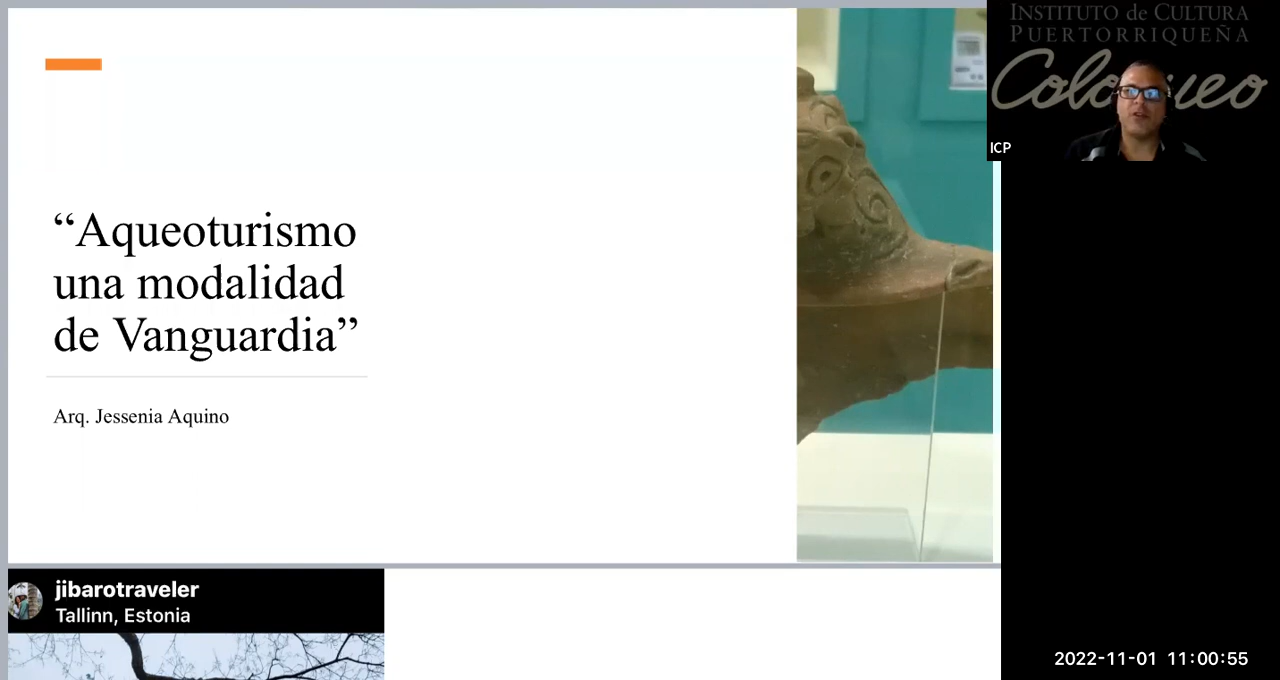 “Aqueoturismo
una modalidad
de Vanguardia”
Arq. Jessenia Aquino
INSTITUTO de CULTURA
PUERTORRIQUEÑA
ICP
jibarotraveler
Tallinn, Estonia
2022-11-01 11:00:55